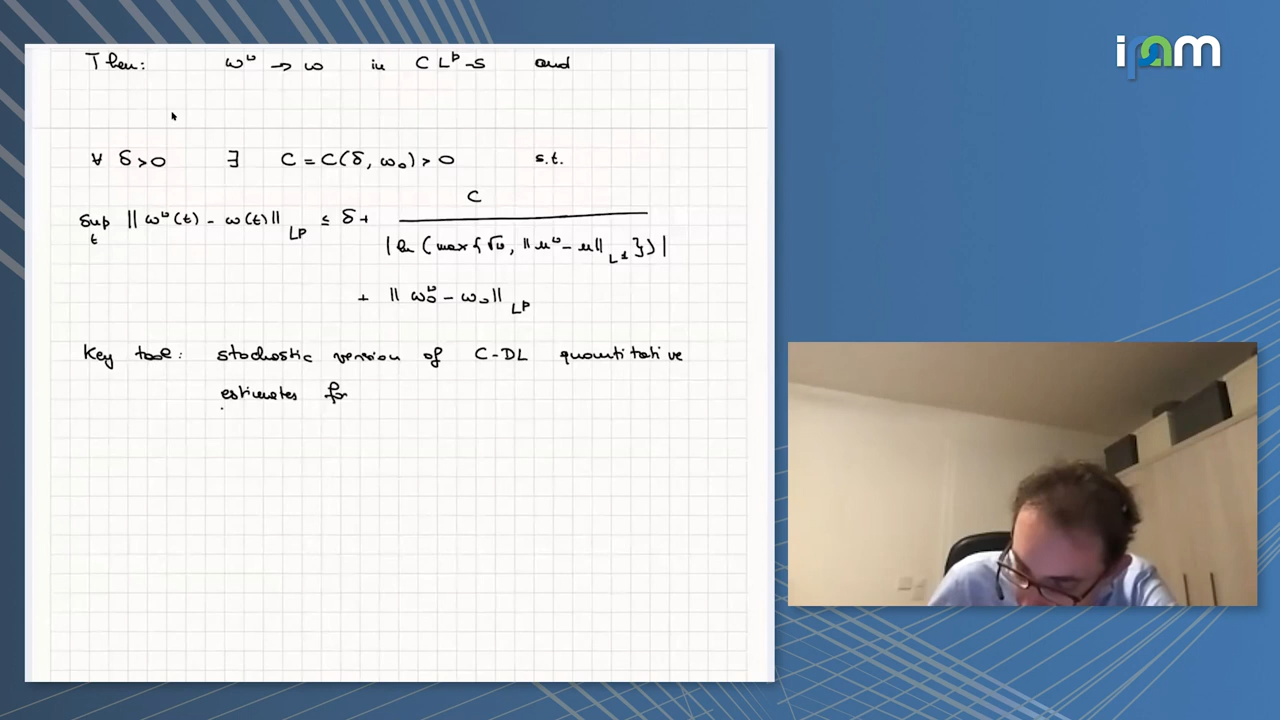 Then: ω^ν → ω in C L^p-s and
∀ δ>0 ∃ C = C(δ, ω₀) > 0 s.t.
sup_t || ω^ν(t) - ω(t) ||_{L^p} ≤ δ + C / | ln ( max { √ν, || u^ν - u ||_{L^1} } ) |
+ || ω₀^ν - ω₀ ||_{L^p}
Key tool: stochastic version of C-DL quantitative
estimates for
ipam